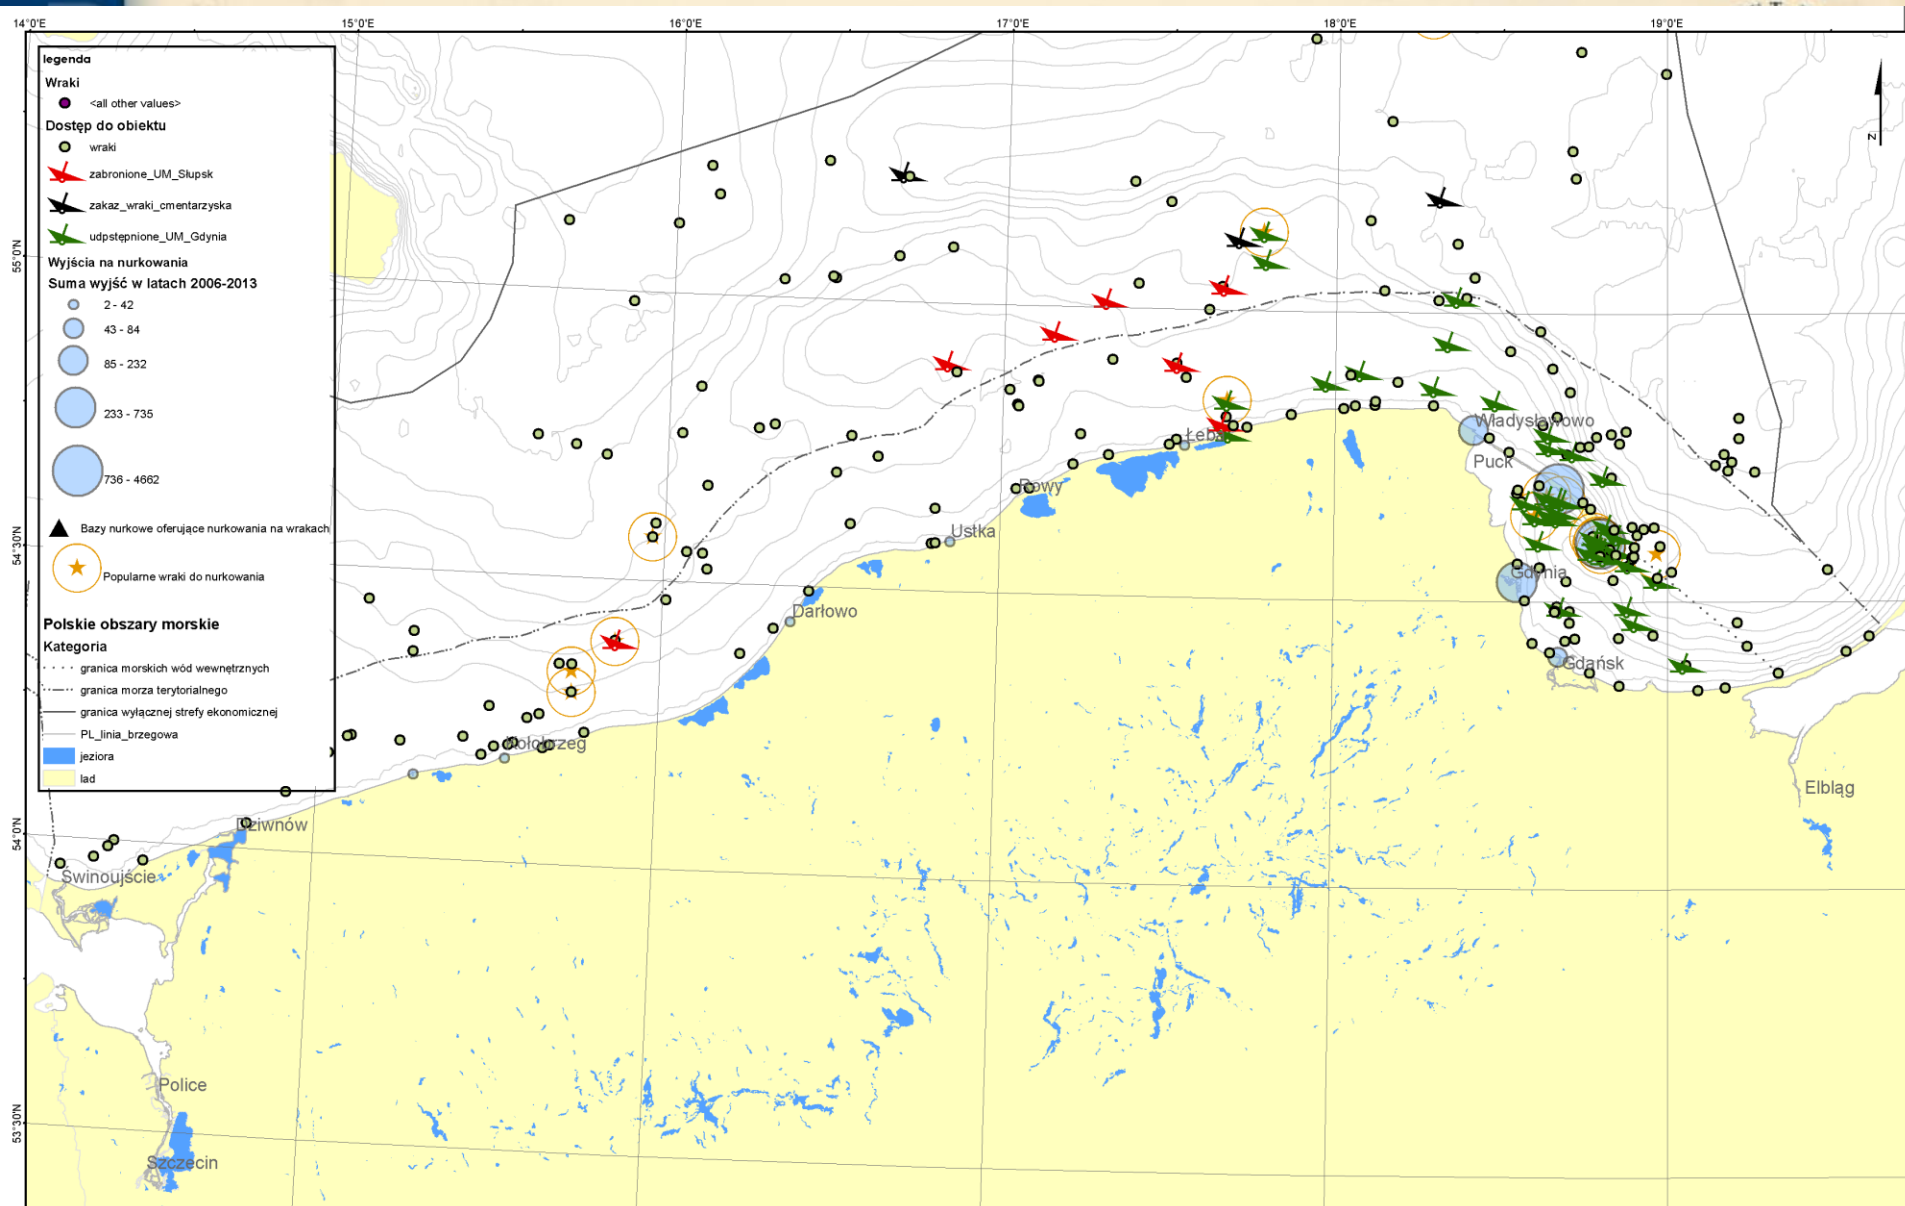 14°0'E 15°0'E 16°0'E 17°0'E 18°0'E 19°0'E
legenda
Wraki
<all other values>
Dostęp do obiektu
wraki
zabronione_UM_Słupsk
zakaz_wraki_cmentarzyska
udpstępnione_UM_Gdynia
Wyjścia na nurkowania
Suma wyjść w latach 2006-2013
2 - 42
43 - 84
85 - 232
233 - 735
736 - 4662
Bazy nurkowe oferujące nurkowania na wrakach
Popularne wraki do nurkowania
Polskie obszary morskie
Kategoria
granica morskich wód wewnętrznych
granica morza terytorialnego
granica wyłącznej strefy ekonomicznej
PL_linia_brzegowa
jeziora
lad
N
55°0'N
54°30'N
54°0'N
53°30'N
Władysławowo
Łeba
Puck
Rowy
Ustka
Gdynia
Darłowo
Gdańsk
Kołobrzeg
Elbląg
Dziwnów
Świnoujście
Police
Szczecin